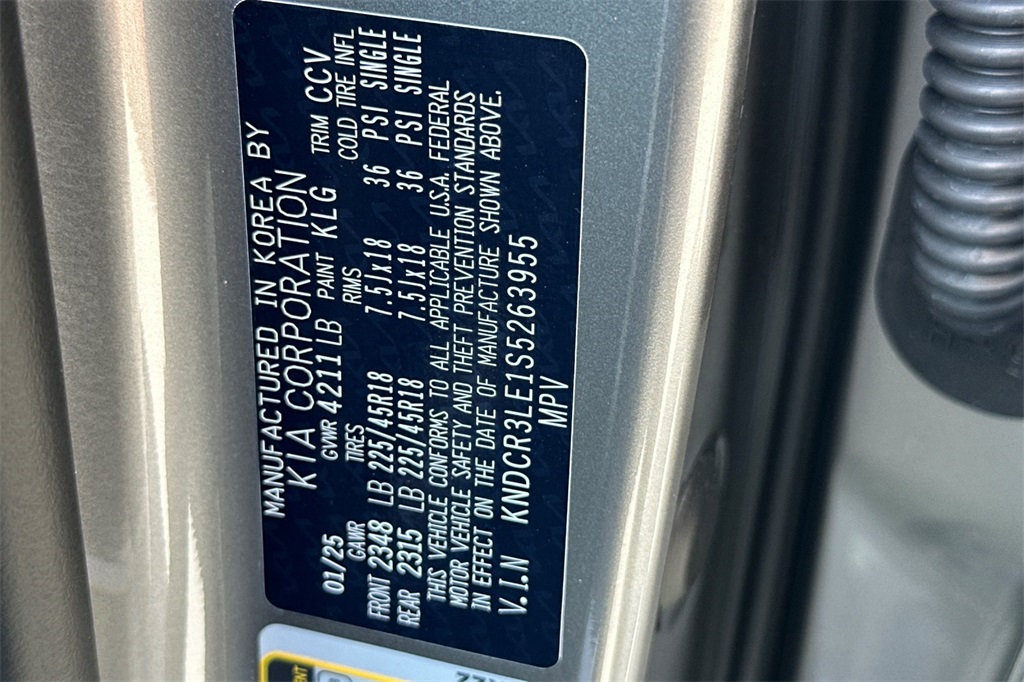 MANUFACTURED IN KOREA BY
KIA CORPORATION
01/25 GVWR 4211LB PAINT KLG TRIM CCV
GAWR TIRES RIMS COLD TIRE INFL
FRONT 2348 LB 225/45R18 7.5Jx18 36 PSI SINGLE
REAR 2315 LB 225/45R18 7.5Jx18 36 PSI SINGLE
THIS VEHICLE CONFORMS TO ALL APPLICABLE U.S.A. FEDERAL
MOTOR VEHICLE SAFETY AND THEFT PREVENTION STANDARDS
IN EFFECT ON THE DATE OF MANUFACTURE SHOWN ABOVE.
V.I.N KNDCR3LE1S5263955
MPV